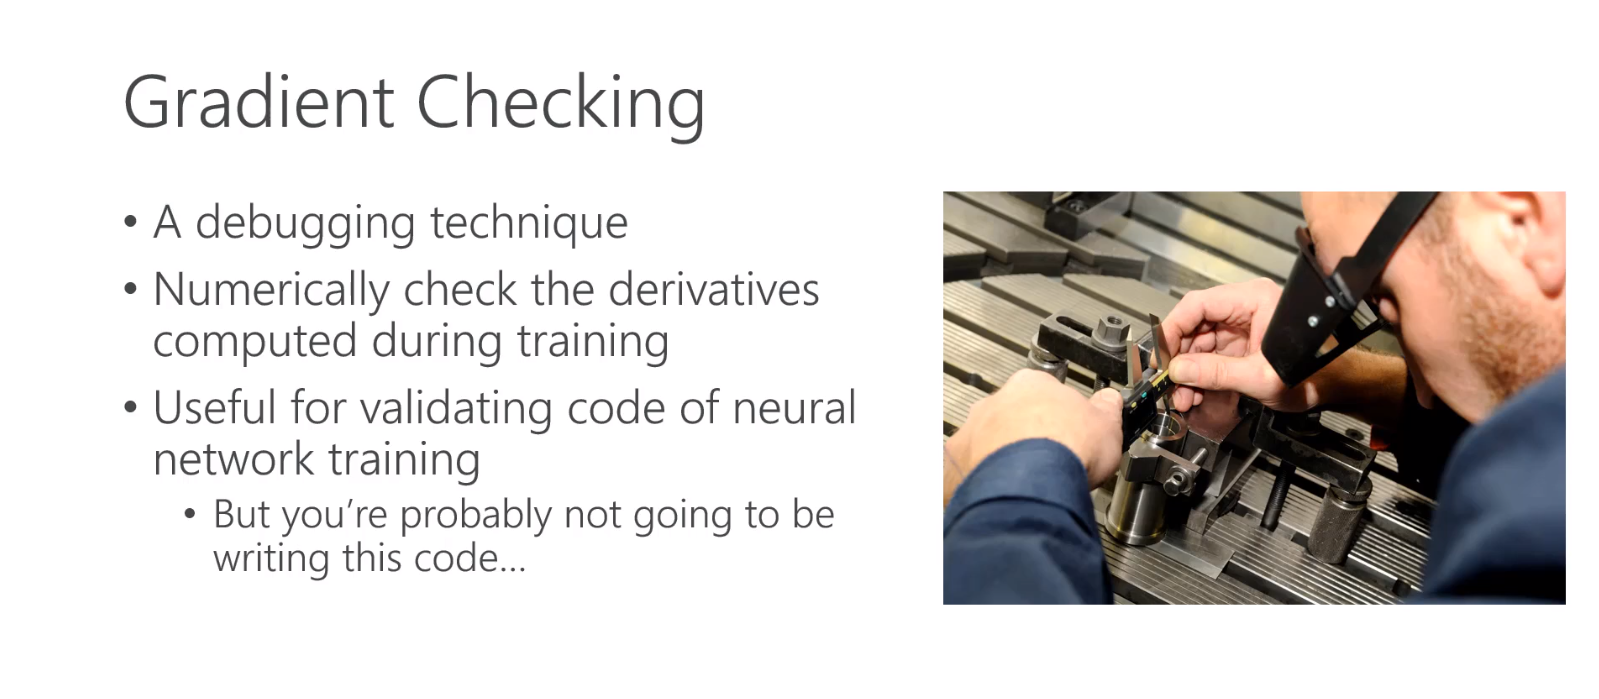 Gradient Checking
• A debugging technique
• Numerically check the derivatives
computed during training
• Useful for validating code of neural
network training
• But you’re probably not going to be
writing this code…